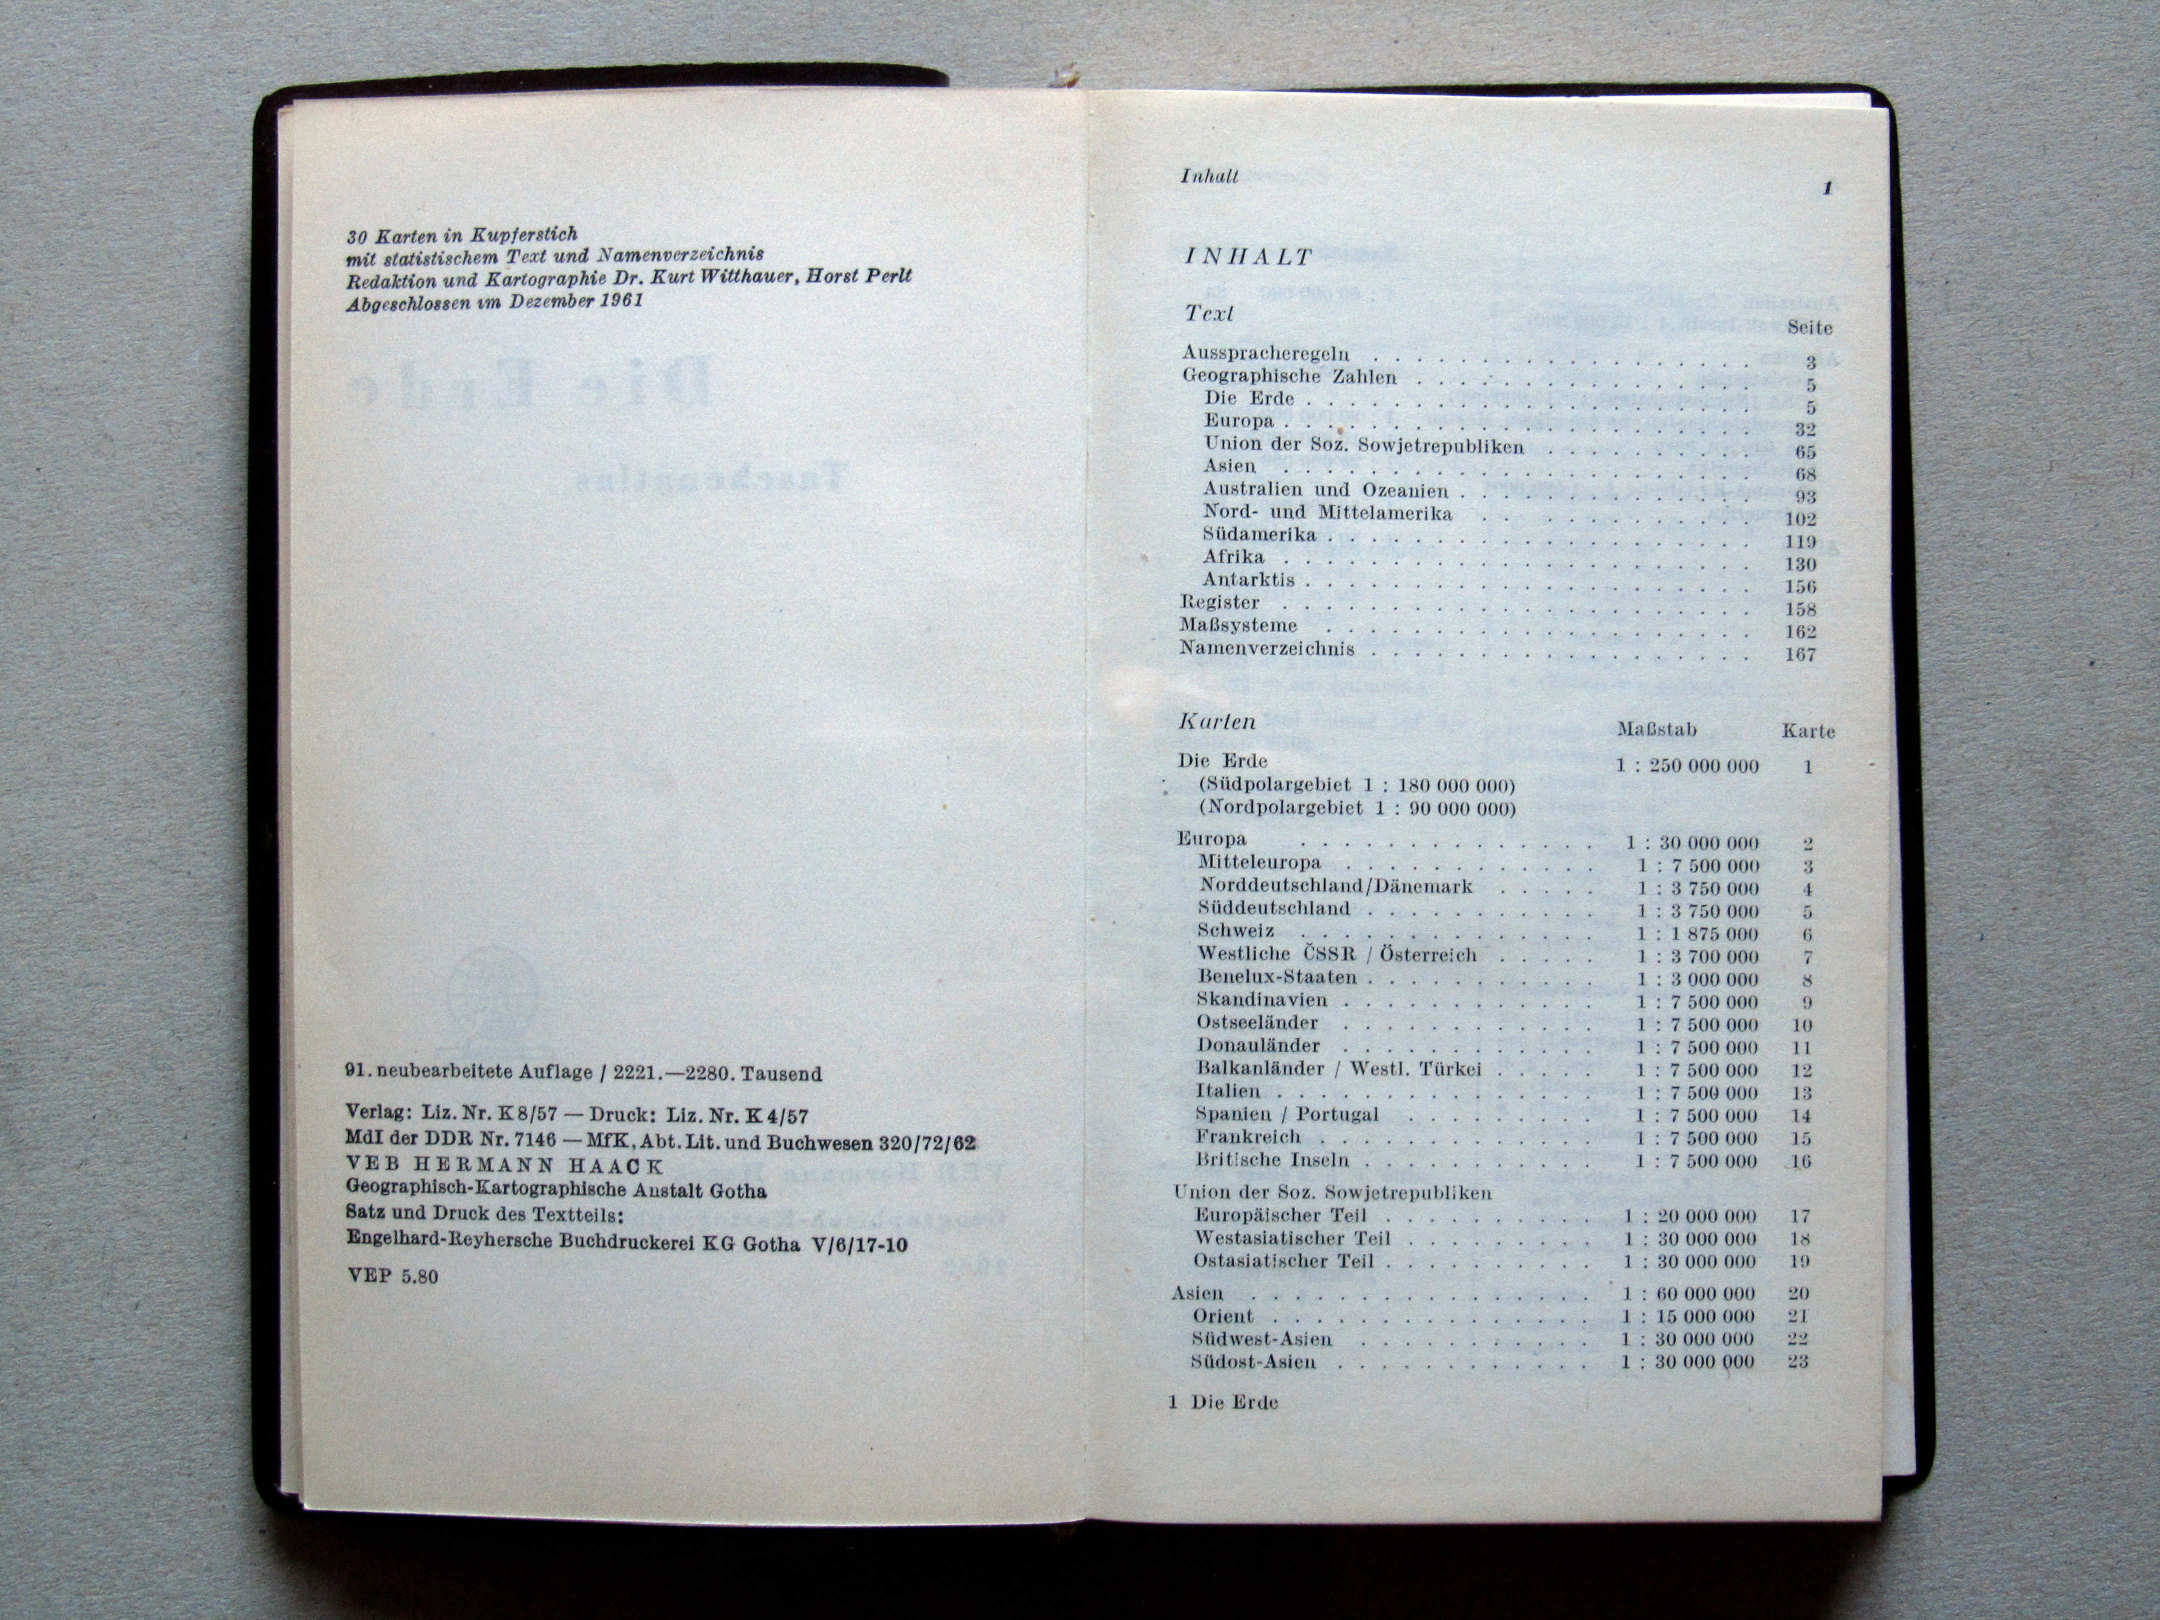 30 Karten in Kupferstich
mit statistischem Text und Namenverzeichnis
Redaktion und Kartographie Dr. Kurt Witthauer, Horst Perlt
Abgeschlossen im Dezember 1961
91. neubearbeitete Auflage / 2221.—2280. Tausend
Verlag: Liz. Nr. K 8/57 — Druck: Liz. Nr. K 4/57
MdI der DDR Nr. 7146 — MfK, Abt. Lit. und Buchwesen 320/72/62
VEB HERMANN HAACK
Geographisch-Kartographische Anstalt Gotha
Satz und Druck des Textteils:
Engelhard-Reyhersche Buchdruckerei KG Gotha V/6/17-10
VEP 5.80
Inhalt 1
INHALT
Text Seite
Ausspracheregeln . . . . . . . . . . . . . . . . . . 3
Geographische Zahlen . . . . . . . . . . . . . . . . 5
Die Erde . . . . . . . . . . . . . . . . . . . . . 5
Europa . . . . . . . . . . . . . . . . . . . . . . 32
Union der Soz. Sowjetrepubliken . . . . . . . . . . 65
Asien . . . . . . . . . . . . . . . . . . . . . . 68
Australien und Ozeanien . . . . . . . . . . . . . . 93
Nord- und Mittelamerika . . . . . . . . . . . . 102
Südamerika . . . . . . . . . . . . . . . . . . . . 119
Afrika . . . . . . . . . . . . . . . . . . . . . . 130
Antarktis . . . . . . . . . . . . . . . . . . . . . 156
Register . . . . . . . . . . . . . . . . . . . . . . 158
Maßsysteme . . . . . . . . . . . . . . . . . . . . 162
Namenverzeichnis . . . . . . . . . . . . . . . . . . 167
Karten Maßstab Karte
Die Erde 1 : 250 000 000 1
(Südpolargebiet 1 : 180 000 000)
(Nordpolargebiet 1 : 90 000 000)
Europa . . . . . . . . . . . . . . 1 : 30 000 000 2
Mitteleuropa . . . . . . . . . . . . 1 : 7 500 000 3
Norddeutschland/Dänemark . . . . . 1 : 3 750 000 4
Süddeutschland . . . . . . . . . . . 1 : 3 750 000 5
Schweiz . . . . . . . . . . . . . . 1 : 1 875 000 6
Westliche ČSSR / Österreich . . . . . 1 : 3 700 000 7
Benelux-Staaten . . . . . . . . . . . 1 : 3 000 000 8
Skandinavien . . . . . . . . . . . . 1 : 7 500 000 9
Ostseeländer . . . . . . . . . . . . 1 : 7 500 000 10
Donauländer . . . . . . . . . . . . 1 : 7 500 000 11
Balkanländer / Westl. Türkei . . . . . 1 : 7 500 000 12
Italien . . . . . . . . . . . . . . . 1 : 7 500 000 13
Spanien / Portugal . . . . . . . . . 1 : 7 500 000 14
Frankreich . . . . . . . . . . . . . 1 : 7 500 000 15
Britische Inseln . . . . . . . . . . . 1 : 7 500 000 16
Union der Soz. Sowjetrepubliken
Europäischer Teil . . . . . . . . . . 1 : 20 000 000 17
Westasiatischer Teil . . . . . . . . . 1 : 30 000 000 18
Ostasiatischer Teil . . . . . . . . . . 1 : 30 000 000 19
Asien . . . . . . . . . . . . . . . . 1 : 60 000 000 20
Orient . . . . . . . . . . . . . . . 1 : 15 000 000 21
Südwest-Asien . . . . . . . . . . . 1 : 30 000 000 22
Südost-Asien . . . . . . . . . . . . 1 : 30 000 000 23
1 Die Erde